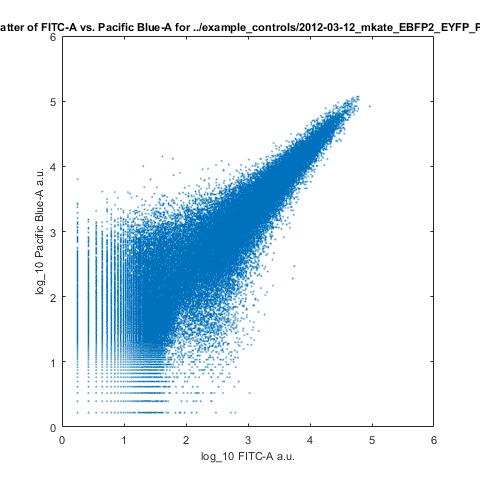 atter of FITC-A vs. Pacific Blue-A for ../example_controls/2012-03-12_mkate_EBFP2_EYFP_P
6
5
4
3
2
1
0
log_10 Pacific Blue-A a.u.
0 1 2 3 4 5 6
log_10 FITC-A a.u.